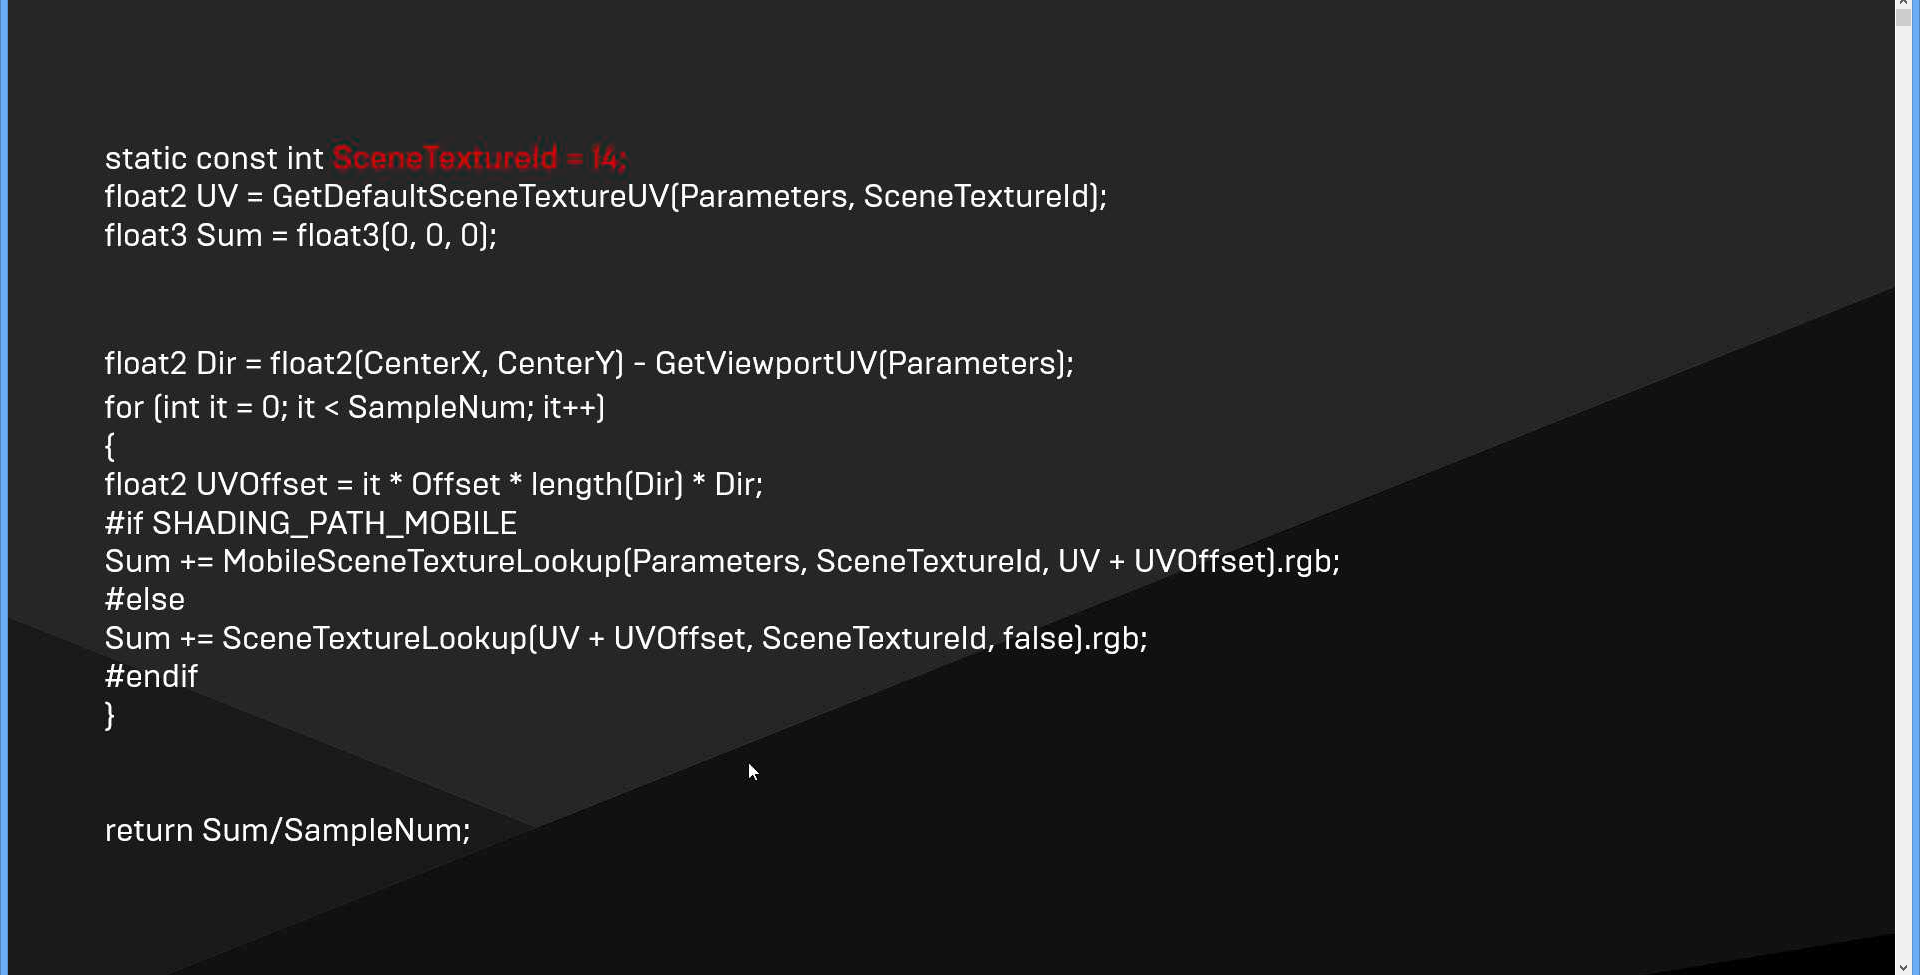 static const int SceneTextureId = 14;
float2 UV = GetDefaultSceneTextureUV(Parameters, SceneTextureId);
float3 Sum = float3(0, 0, 0);
float2 Dir = float2(CenterX, CenterY) - GetViewportUV(Parameters);
for (int it = 0; it < SampleNum; it++)
{
float2 UVOffset = it * Offset * length(Dir) * Dir;
#if SHADING_PATH_MOBILE
Sum += MobileSceneTextureLookup(Parameters, SceneTextureId, UV + UVOffset).rgb;
#else
Sum += SceneTextureLookup(UV + UVOffset, SceneTextureId, false).rgb;
#endif
}
return Sum/SampleNum;